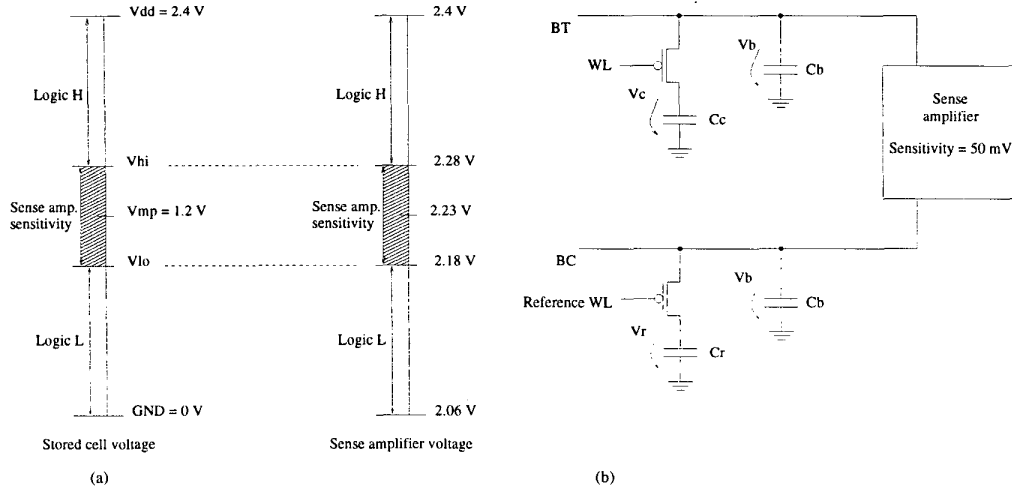 Vdd = 2.4 V
2.4 V
Logic H
Logic H
Vhi
2.28 V
Sense amp.
sensitivity
Vmp = 1.2 V
Sense amp.
sensitivity
2.23 V
Vlo
2.18 V
Logic L
Logic L
GND = 0 V
2.06 V
Stored cell voltage
Sense amplifier voltage
(a)
BT
WL
Vb
Cb
Vc
Cc
Sense
amplifier
Sensitivity = 50 mV
BC
Reference WL
Vb
Cb
Vr
Cr
(b)